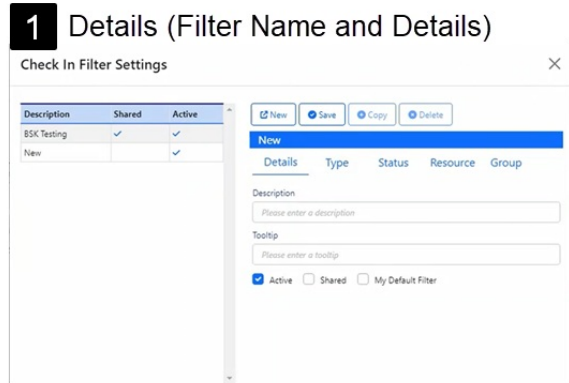 1 Details (Filter Name and Details)
Check In Filter Settings
Description Shared Active
BSK Testing
New
New Save Copy Delete
New
Details Type Status Resource Group
Description
Please enter a description
Tooltip
Please enter a tooltip
Active Shared My Default Filter